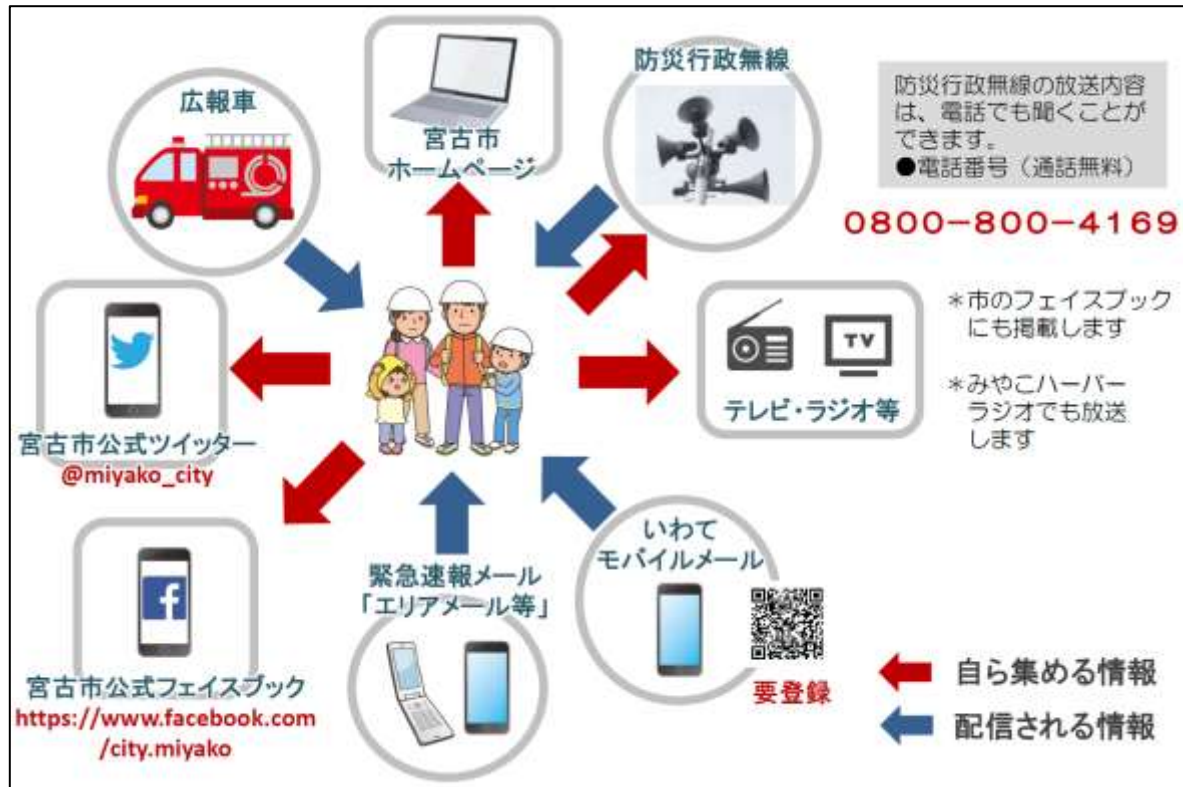 広報車
宮古市
ホームページ
防災行政無線
防災行政無線の放送内容
は、電話でも聞くことが
できます。
●電話番号（通話無料）
0800-800-4169
宮古市公式ツイッター
@miyako_city
TV
テレビ・ラジオ等
＊市のフェイスブック
にも掲載します
＊みやこハーバー
ラジオでも放送
します
f
宮古市公式フェイスブック
https://www.facebook.com
/city.miyako
緊急速報メール
「エリアメール等」
いわて
モバイルメール
要登録
自ら集める情報
配信される情報